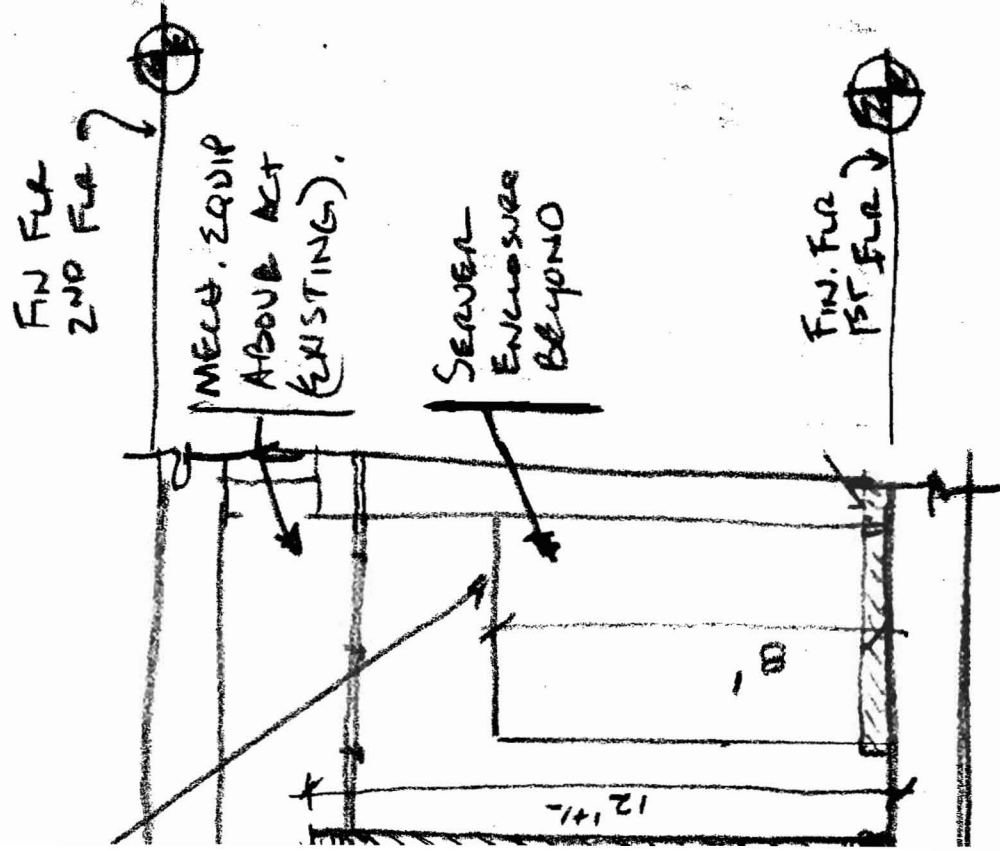 FIN FLR
2ND FLR
MECH. EQUIP
ABOVE ACT
(EXISTING).
SERVER
ENCLOSURE
BEYOND
FIN. FLR
1ST FLR
8'
12'+/-